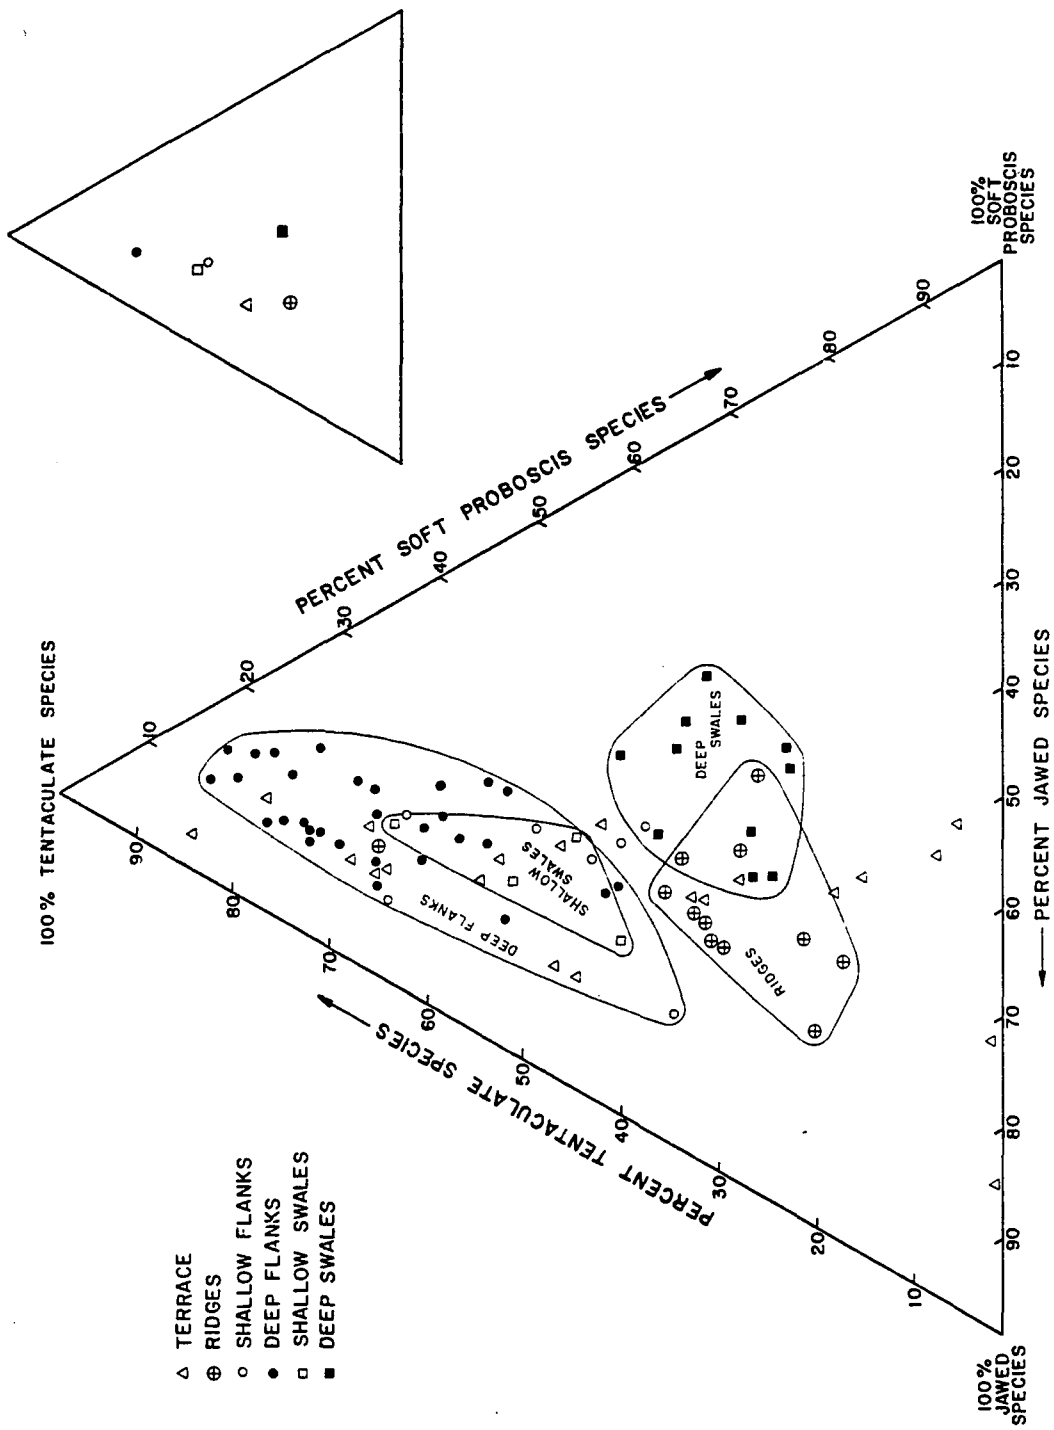 100% TENTACULATE SPECIES
PERCENT SOFT PROBOSCIS SPECIES
10
20
30
40
50
60
70
80
90
100%
SOFT
PROBOSCIS
SPECIES
PERCENT TENTACULATE SPECIES
90
80
70
60
50
40
30
20
10
100%
JAWED
SPECIES
90
80
70
60
50
40
30
20
10
PERCENT JAWED SPECIES
DEEP FLANKS
SHALLOW
SWALES
DEEP
SWALES
RIDGES
TERRACE
RIDGES
SHALLOW FLANKS
DEEP FLANKS
SHALLOW SWALES
DEEP SWALES